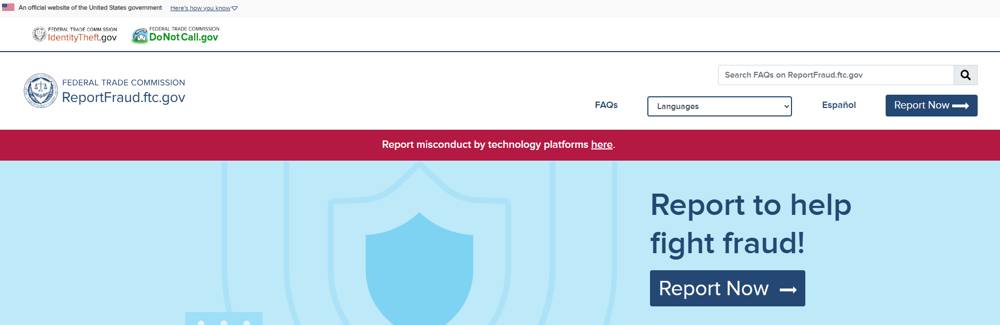 An official website of the United States government Here's how you know
FEDERAL TRADE COMMISSION
IdentityTheft.gov
FEDERAL TRADE COMMISSION
DoNotCall.gov
FEDERAL TRADE COMMISSION
ReportFraud.ftc.gov
Search FAQs on ReportFraud.ftc.gov
FAQs
Languages
Español
Report Now
Report misconduct by technology platforms here.
Report to help
fight fraud!
Report Now